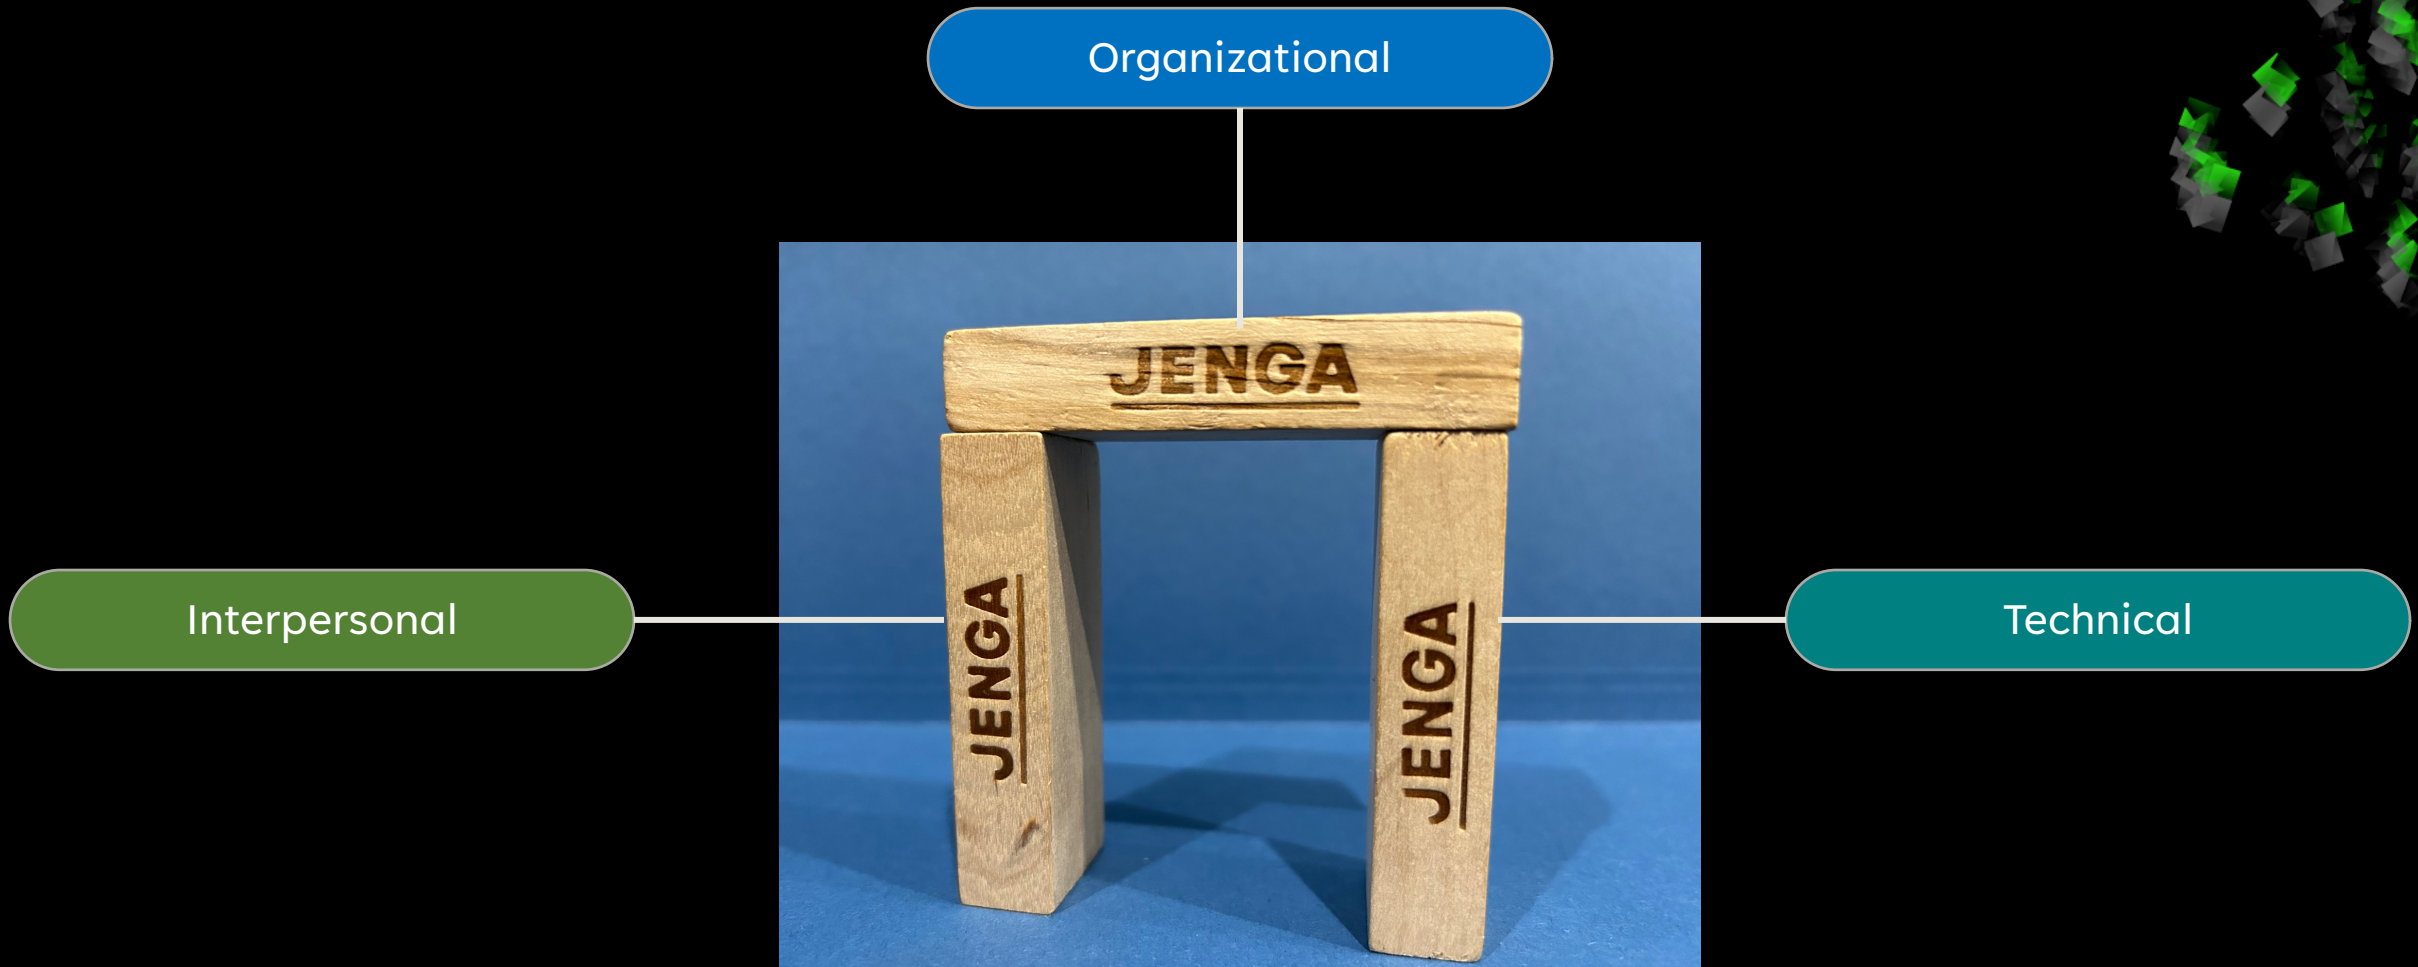 Organizational
JENGA
Interpersonal
JENGA
JENGA
Technical